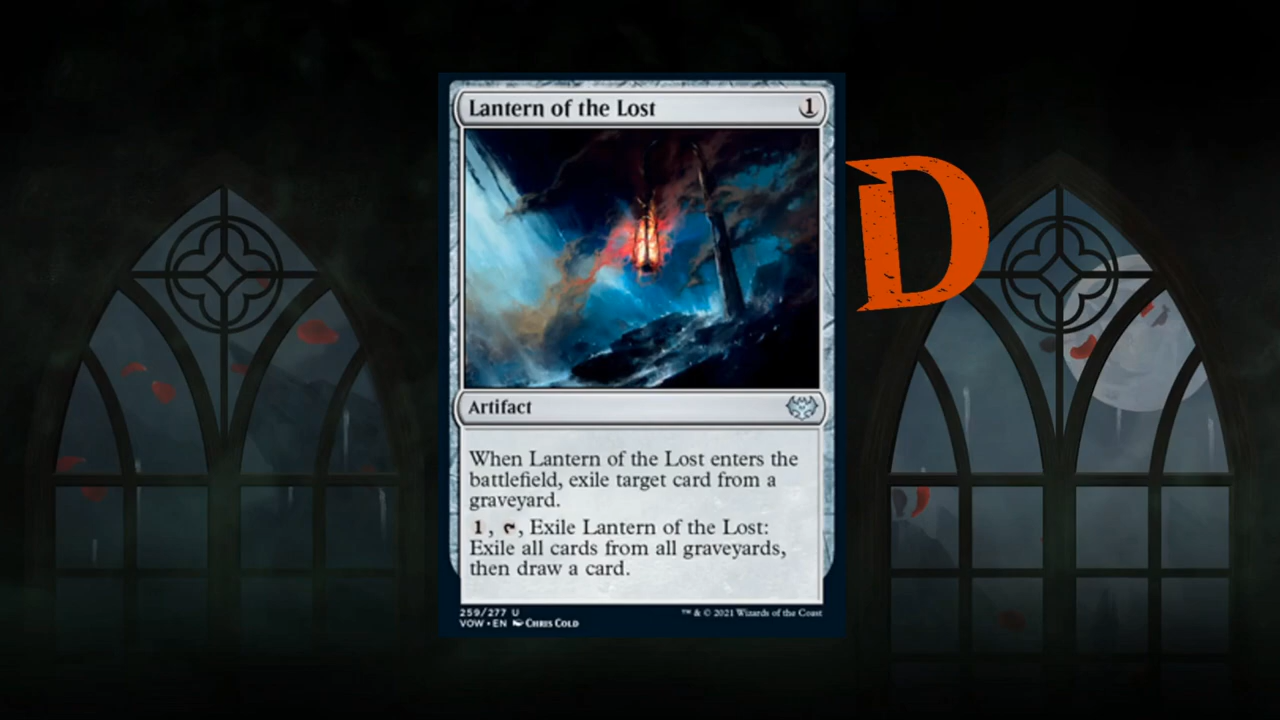 Lantern of the Lost 1
D
Artifact
When Lantern of the Lost enters the
battlefield, exile target card from a
graveyard.
1, , Exile Lantern of the Lost:
Exile all cards from all graveyards,
then draw a card.
259/277 U
VOW • EN Chris Cold
™ & © 2021 Wizards of the Coast